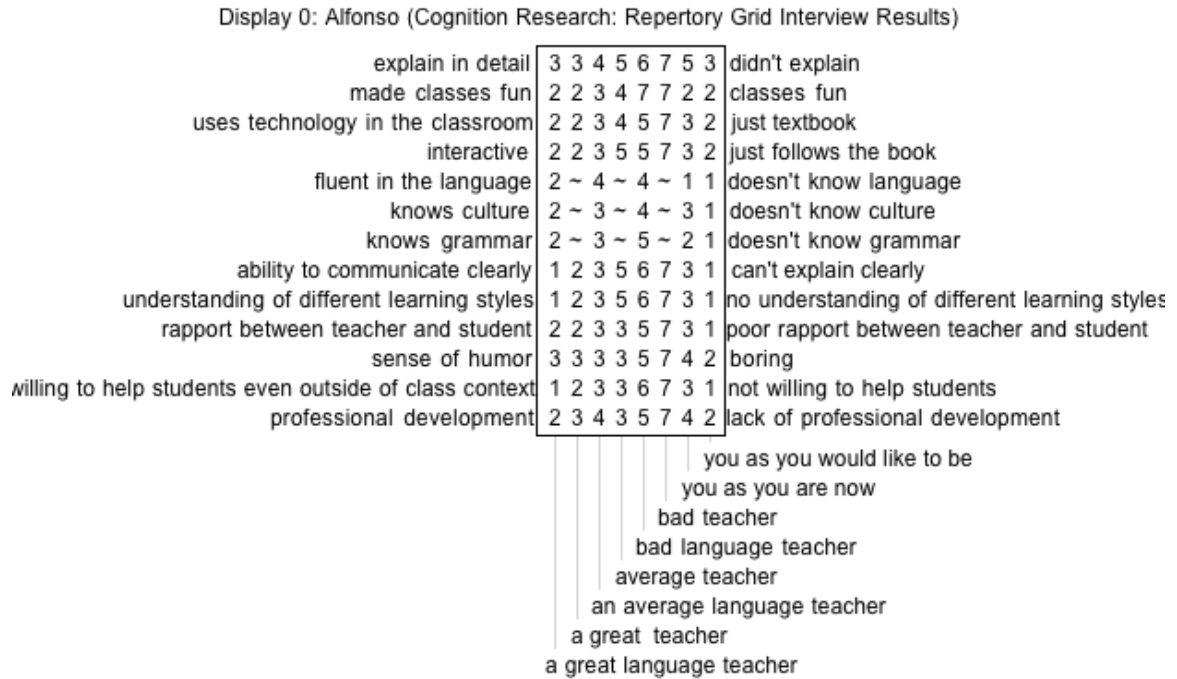 Display 0: Alfonso (Cognition Research: Repertory Grid Interview Results)
explain in detail 3 3 4 5 6 7 5 3 didn't explain
made classes fun 2 2 3 4 7 7 2 2 classes fun
uses technology in the classroom 2 2 3 4 5 7 3 2 just textbook
interactive 2 2 3 5 5 7 3 2 just follows the book
fluent in the language 2 ~ 4 ~ 4 ~ 1 1 doesn't know language
knows culture 2 ~ 3 ~ 4 ~ 3 1 doesn't know culture
knows grammar 2 ~ 3 ~ 5 ~ 2 1 doesn't know grammar
ability to communicate clearly 1 2 3 5 6 7 3 1 can't explain clearly
understanding of different learning styles 1 2 3 5 6 7 3 1 no understanding of different learning styles
rapport between teacher and student 2 2 3 3 5 7 3 1 poor rapport between teacher and student
sense of humor 3 3 3 3 5 7 4 2 boring
willing to help students even outside of class context 1 2 3 3 6 7 3 1 not willing to help students
professional development 2 3 4 3 5 7 4 2 lack of professional development
you as you would like to be
you as you are now
bad teacher
bad language teacher
average teacher
an average language teacher
a great teacher
a great language teacher